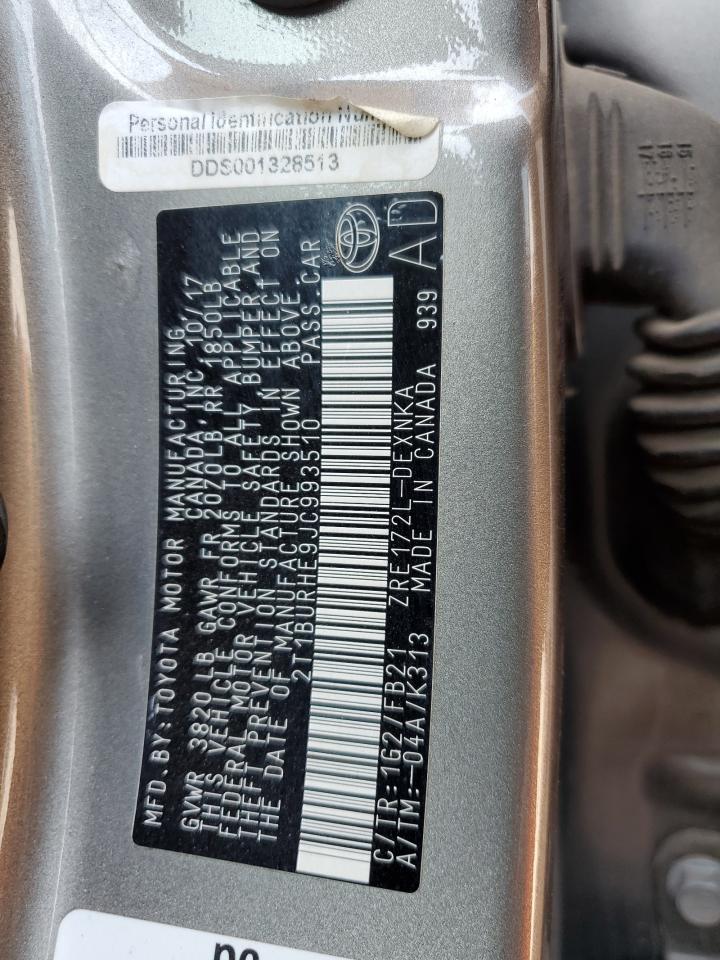 Personal Identification
DDS001328513
MFD.BY:TOYOTA MOTOR MANUFACTURING
CANADA,INC 10/17
GVWR 3820 LB GAWR FR 2020LB RR 1850LB
THIS VEHICLE CONFORMS TO ALL APPLICABLE
FEDERAL MOTOR VEHICLE SAFETY, BUMPER AND
THEFT PREVENTION STANDARDS IN EFFECT ON
THE DATE OF MANUFACTURE SHOWN ABOVE.
2T1BURHE9JC993510 PASS.CAR
C/TR:1G2/FB21 ZRE172L-DEXNKA 939 AD
A/TM:-04A/K313 MADE IN CANADA